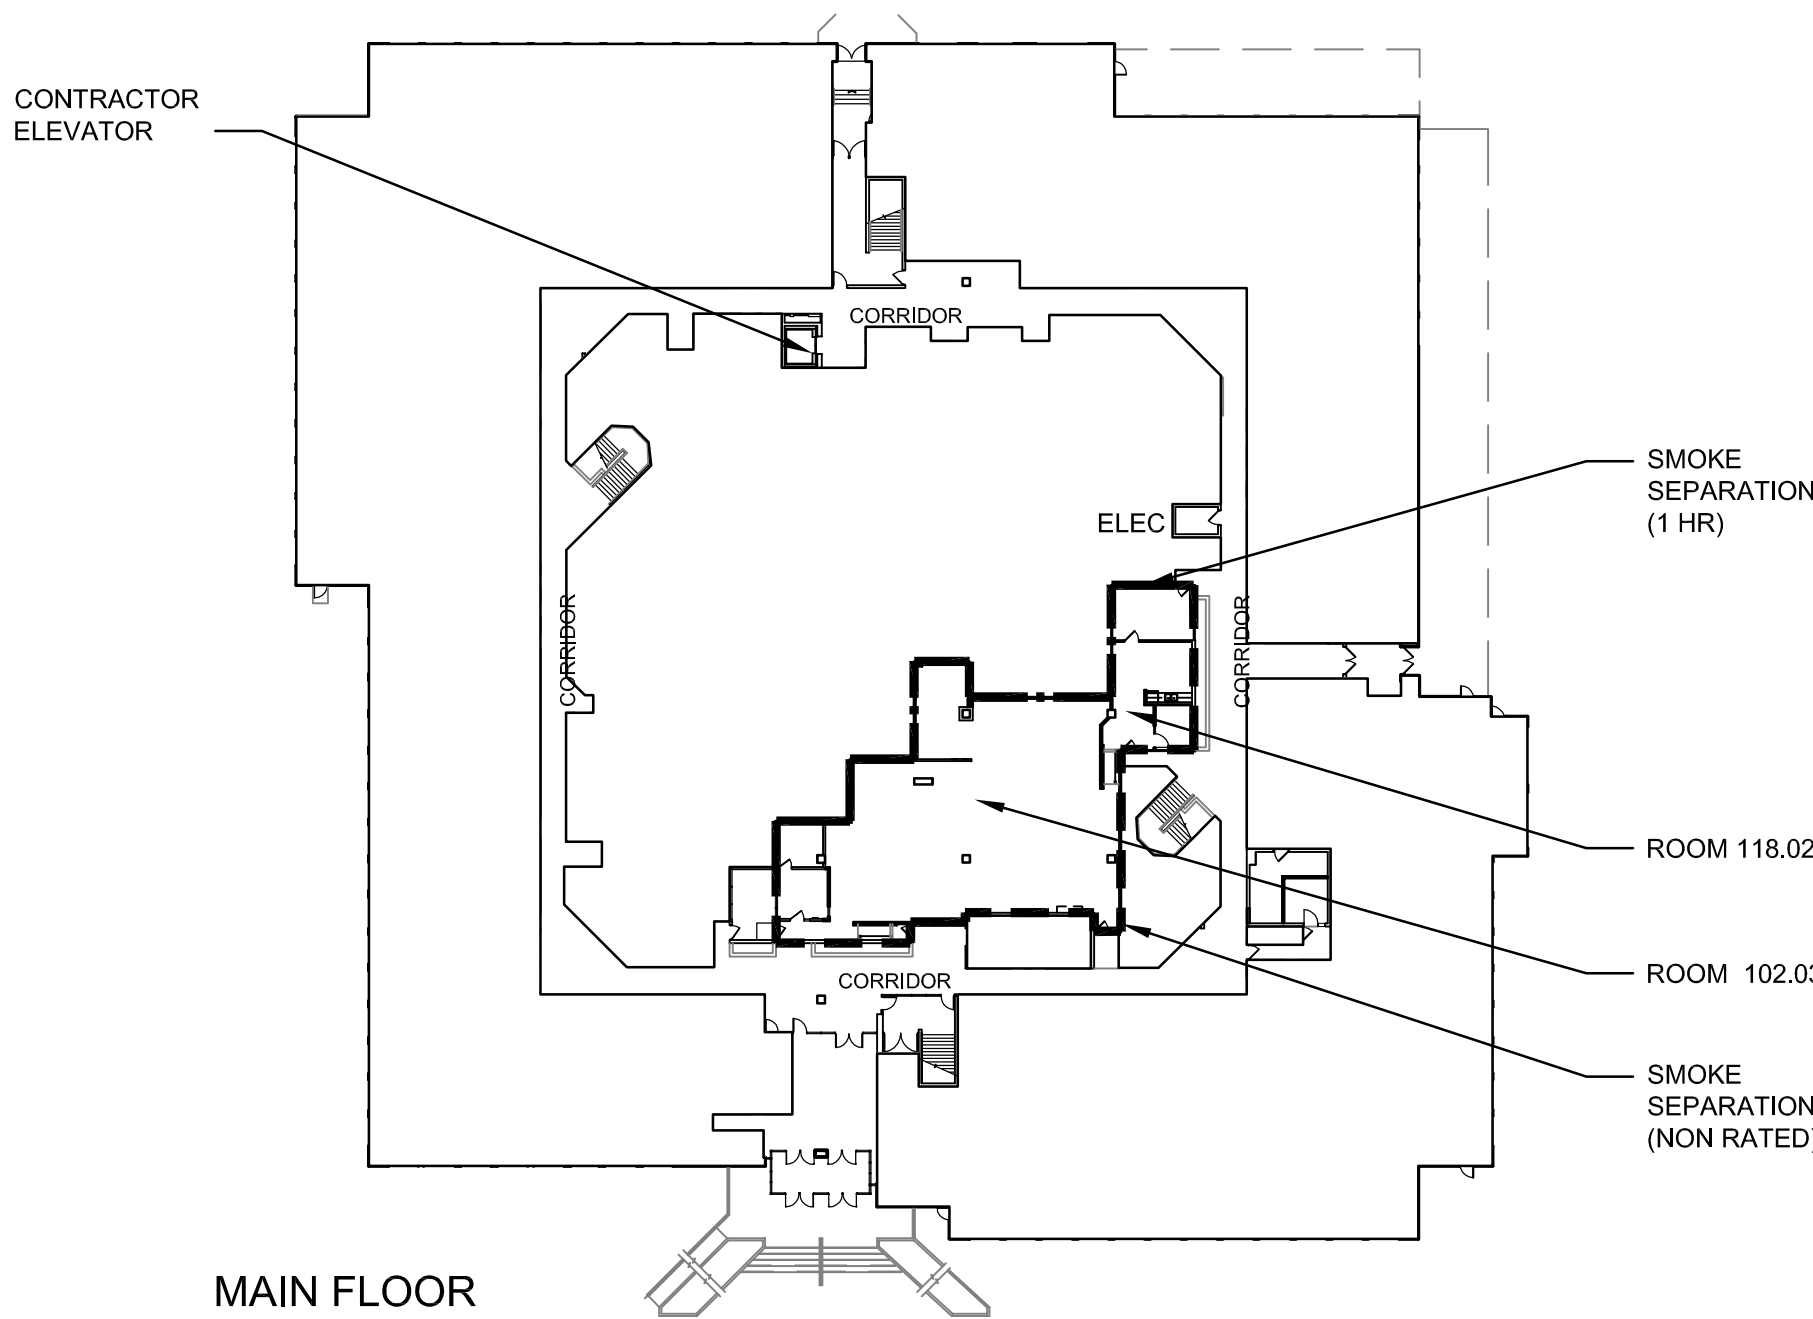 CONTRACTOR
ELEVATOR
CORRIDOR
SMOKE
SEPARATION
(1 HR)
ELEC
CORRIDOR
CORRIDOR
ROOM 118.02
ROOM 102.03
CORRIDOR
SMOKE
SEPARATION
(NON RATED)
MAIN FLOOR